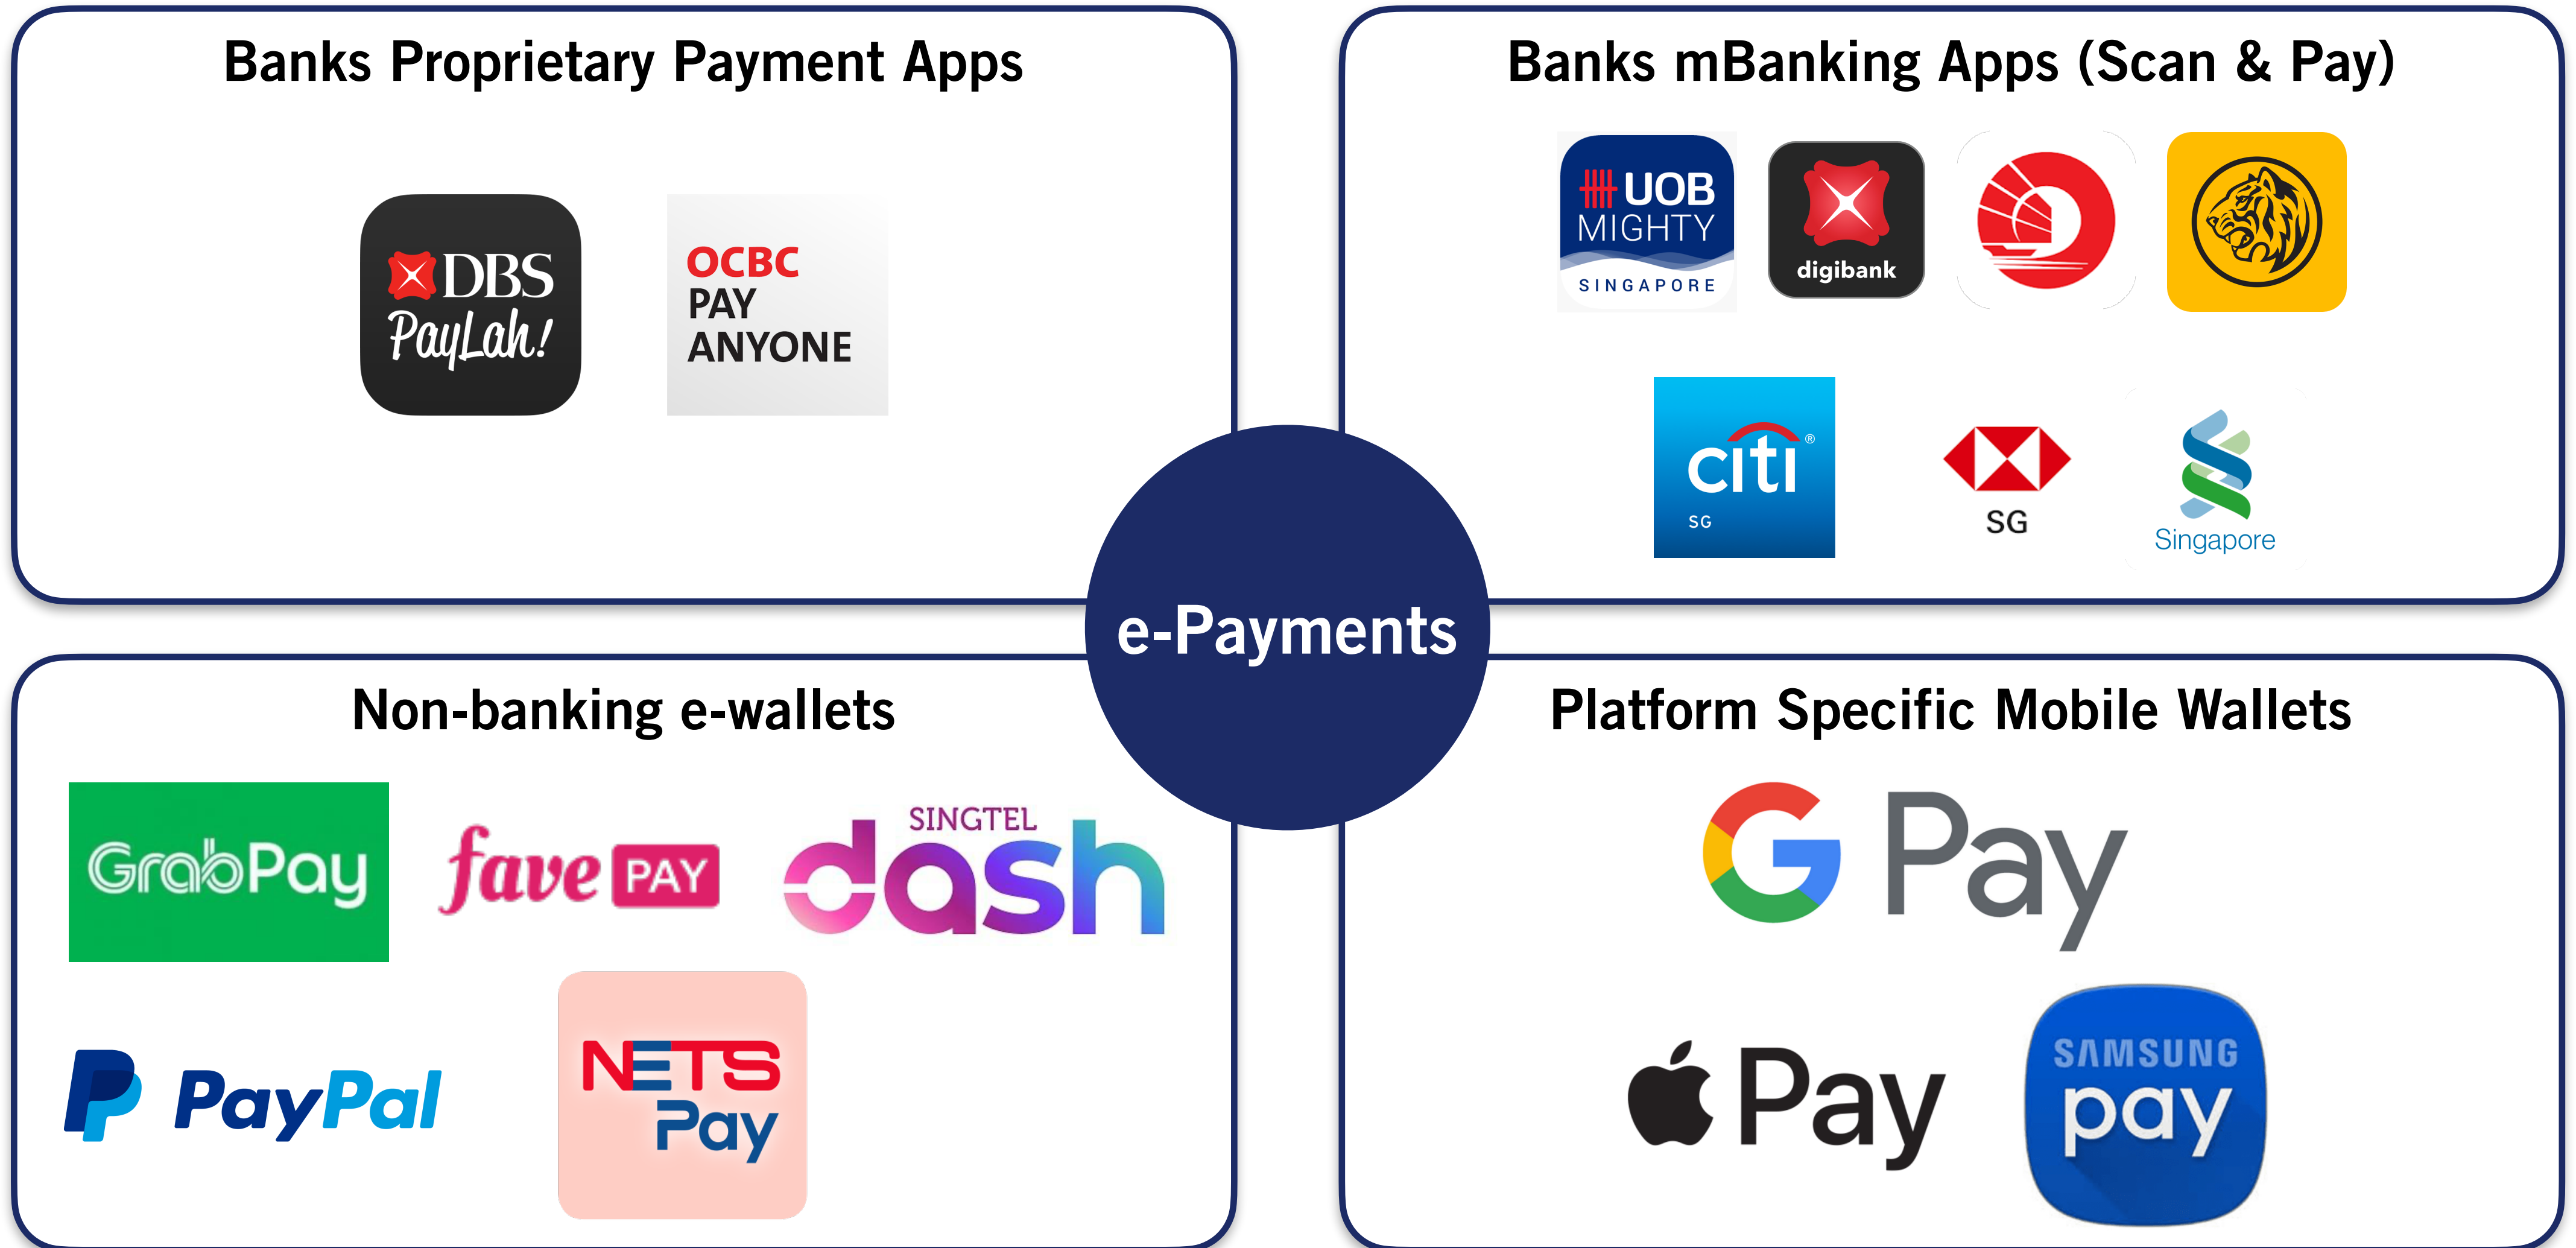 Banks Proprietary Payment Apps
DBS
PayLah!
OCBC
PAY
ANYONE
Banks mBanking Apps (Scan & Pay)
UOB
MIGHTY
SINGAPORE
digibank
citi®
SG
SG
Singapore
e-Payments
Non-banking e-wallets
GrabPay
fave PAY
SINGTEL
dash
PayPal
NETS
Pay
Platform Specific Mobile Wallets
G Pay
Pay
SAMSUNG
pay